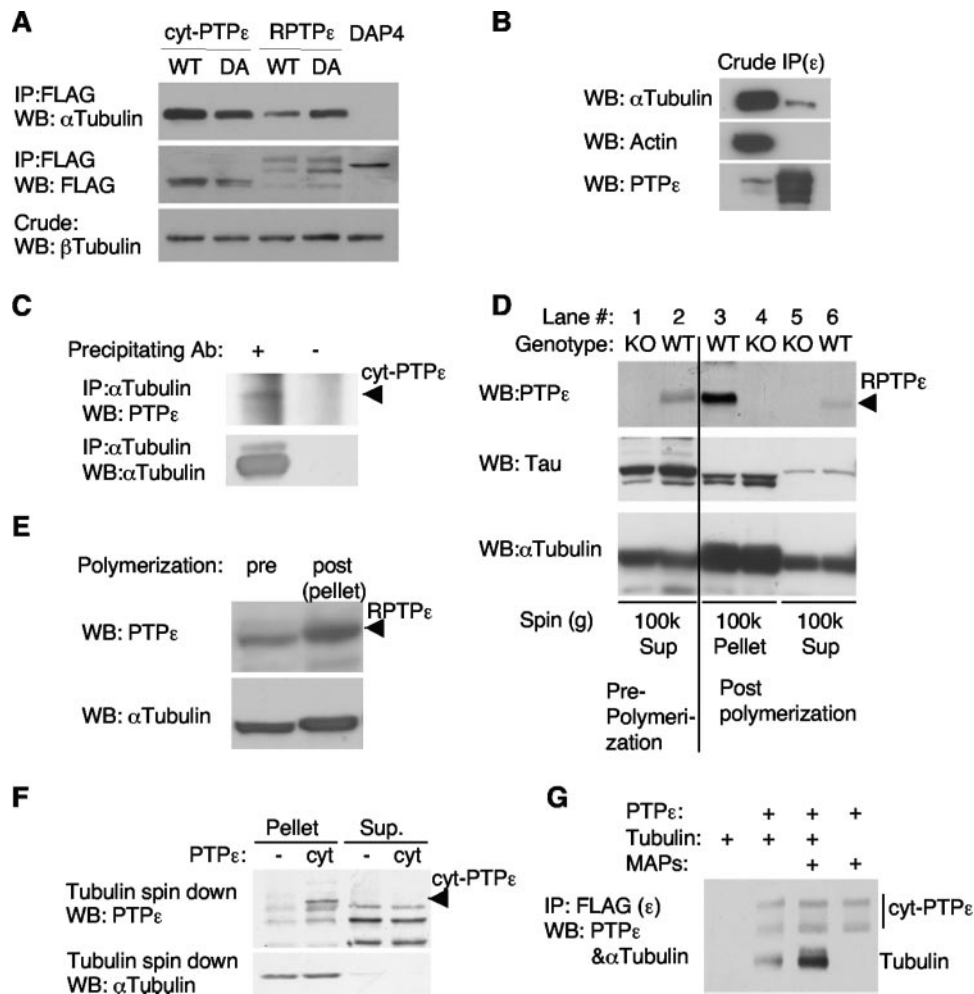 A
cyt-PTPε RPTPε DAP4
WT DA WT DA
IP:FLAG
WB: αTubulin
IP:FLAG
WB: FLAG
Crude:
WB: βTubulin
B
Crude IP(ε)
WB: αTubulin
WB: Actin
WB: PTPε
C
Precipitating Ab: + -
cyt-PTPε
IP:αTubulin
WB: PTPε
IP:αTubulin
WB:αTubulin
D
Lane #: 1 2 3 4 5 6
Genotype: KO WT WT KO KO WT
RPTPε
WB:PTPε
WB: Tau
WB:αTubulin
Spin (g) 100k 100k 100k
Sup Pellet Sup
Pre-
Polymeri-
zation
Post
polymerization
E
Polymerization: pre post
(pellet)
RPTPε
WB: PTPε
WB: αTubulin
F
Pellet Sup.
PTPε: - cyt - cyt
cyt-PTPε
Tubulin spin down
WB: PTPε
Tubulin spin down
WB: αTubulin
G
PTPε: + + +
Tubulin: + + +
MAPs: + +
IP: FLAG (ε)
WB: PTPε
&αTubulin
cyt-PTPε
Tubulin